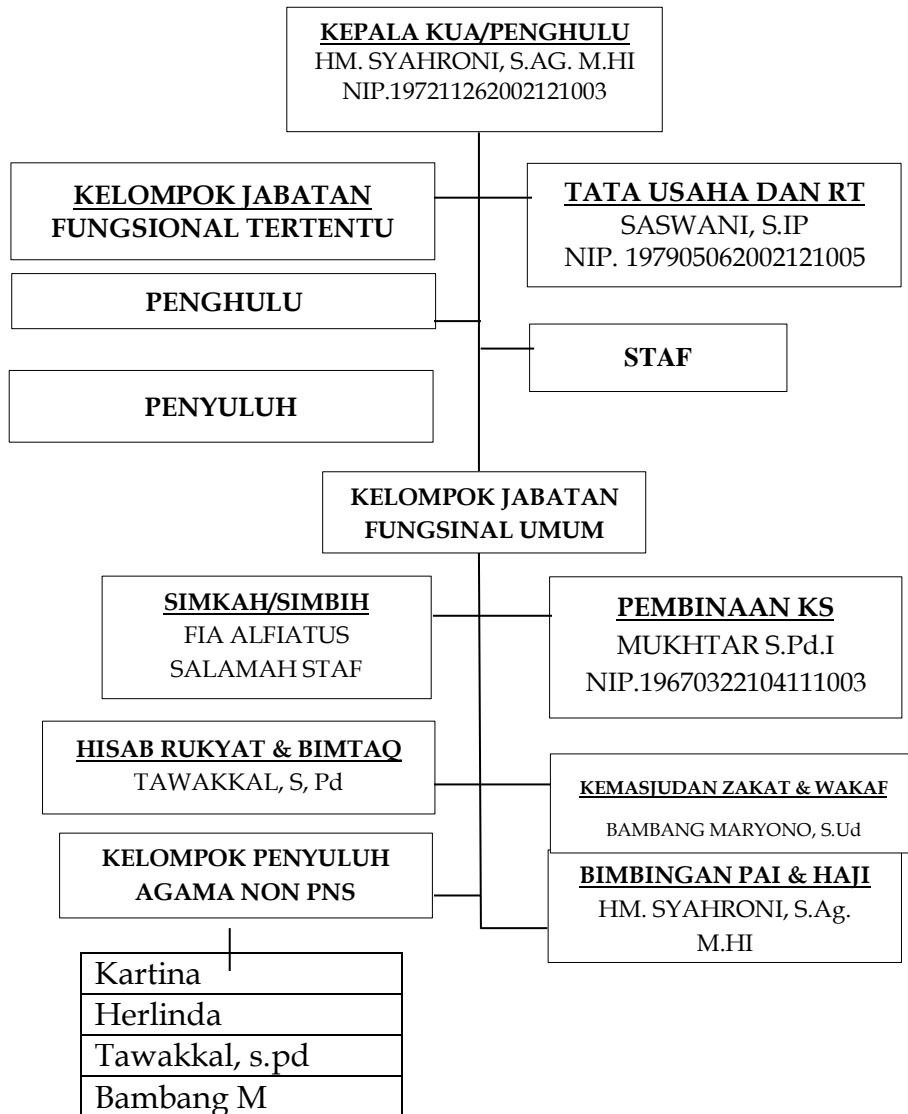 KEPALA KUA/PENGHULU
HM. SYAHRONI, S.AG. M.HI
NIP.197211262002121003
KELOMPOK JABATAN
FUNGSIONAL TERTENTU
TATA USAHA DAN RT
SASWANI, S.IP
NIP. 197905062002121005
PENGHULU
STAF
PENYULUH
KELOMPOK JABATAN
FUNGSINAL UMUM
SIMKAH/SIMBIH
FIA ALFIATUS
SALAMAH STAF
PEMBINAAN KS
MUKHTAR S.Pd.I
NIP.19670322104111003
HISAB RUKYAT & BIMTAQ
TAWAKKAL, S, Pd
KEMASJUDAN ZAKAT & WAKAF
BAMBANG MARYONO, S.Ud
KELOMPOK PENYULUH
AGAMA NON PNS
BIMBINGAN PAI & HAJI
HM. SYAHRONI, S.Ag.
M.HI
Kartina
Herlinda
Tawakkal, s.pd
Bambang M